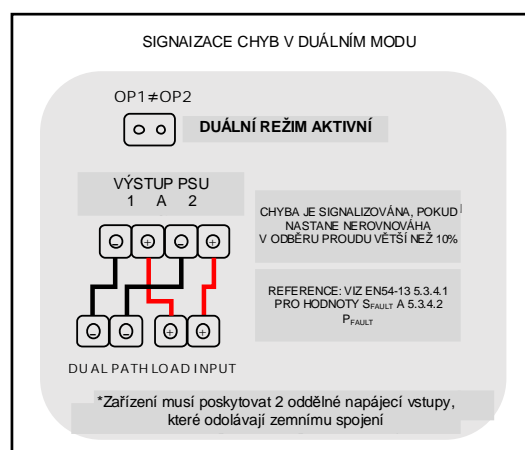 SIGNAIZACE CHYB V DUÁLNÍM MODU
OP1≠OP2
DUÁLNÍ REŽIM AKTIVNÍ
VÝSTUP PSU
1 A 2
CHYBA JE SIGNALIZOVÁNA, POKUD
NASTANE NEROVNOVÁHA
V ODBĚRU PROUDU VĚTŠÍ NEŽ 10%
REFERENCE: VIZ EN54-13 5.3.4.1
PRO HODNOTY SFAULT A 5.3.4.2
PFAULT
DUAL PATH LOAD INPUT
*Zařízení musí poskytovat 2 oddělné napájecí vstupy,
které odolávají zemnímu spojení